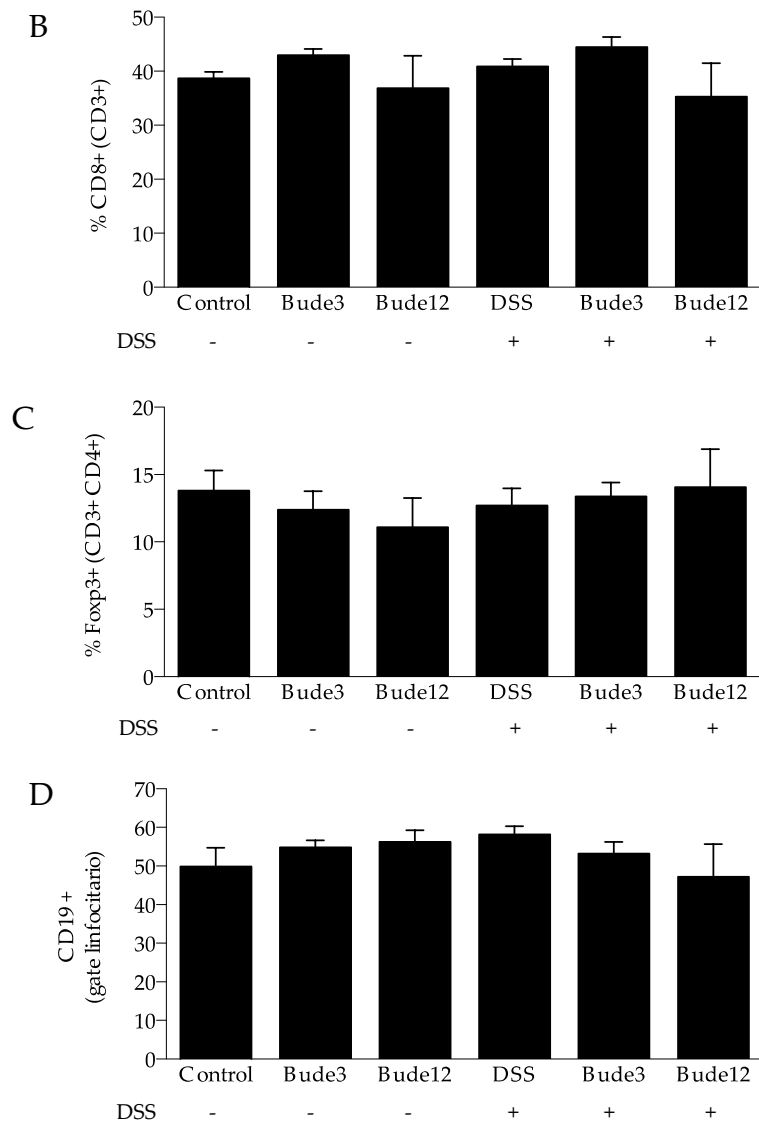 B
% CD8+ (CD3+)
50
40
30
20
10
0
Control Bude3 Bude12 DSS Bude3 Bude12
DSS - - - + + +
C
% Foxp3+ (CD3+ CD4+)
20
15
10
5
0
Control Bude3 Bude12 DSS Bude3 Bude12
DSS - - - + + +
D
CD19+
(gate linfocitario)
70
60
50
40
30
20
10
0
Control Bude3 Bude12 DSS Bude3 Bude12
DSS - - - + + +